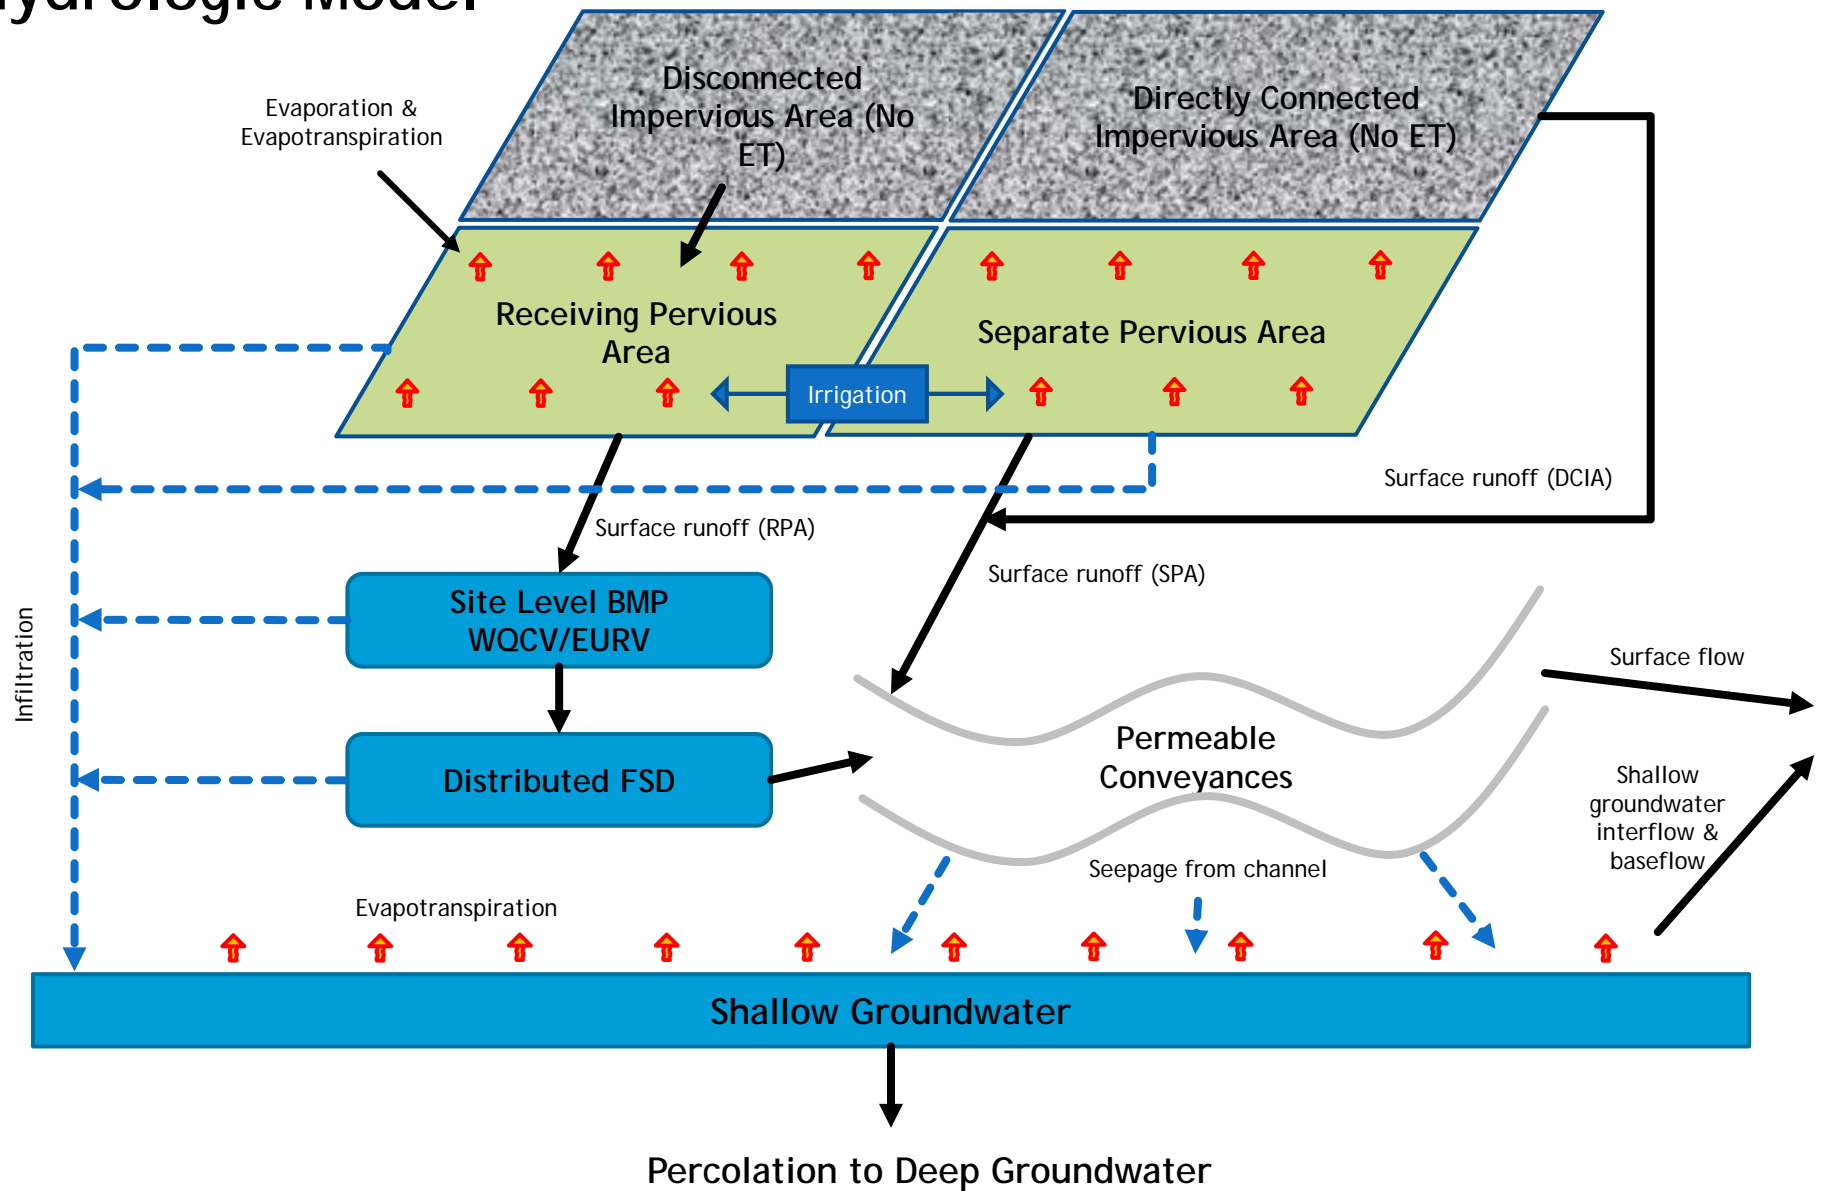 Hydrologic Model
Disconnected
Impervious Area (No
ET)
Directly Connected
Impervious Area (No ET)
Evaporation &
Evapotranspiration
Receiving Pervious
Area
Separate Pervious Area
Irrigation
Surface runoff (DCIA)
Surface runoff (RPA)
Surface runoff (SPA)
Site Level BMP
WQCV/EURV
Infiltration
Surface flow
Distributed FSD
Permeable
Conveyances
Shallow
groundwater
interflow &
baseflow
Seepage from channel
Evapotranspiration
Shallow Groundwater
Percolation to Deep Groundwater